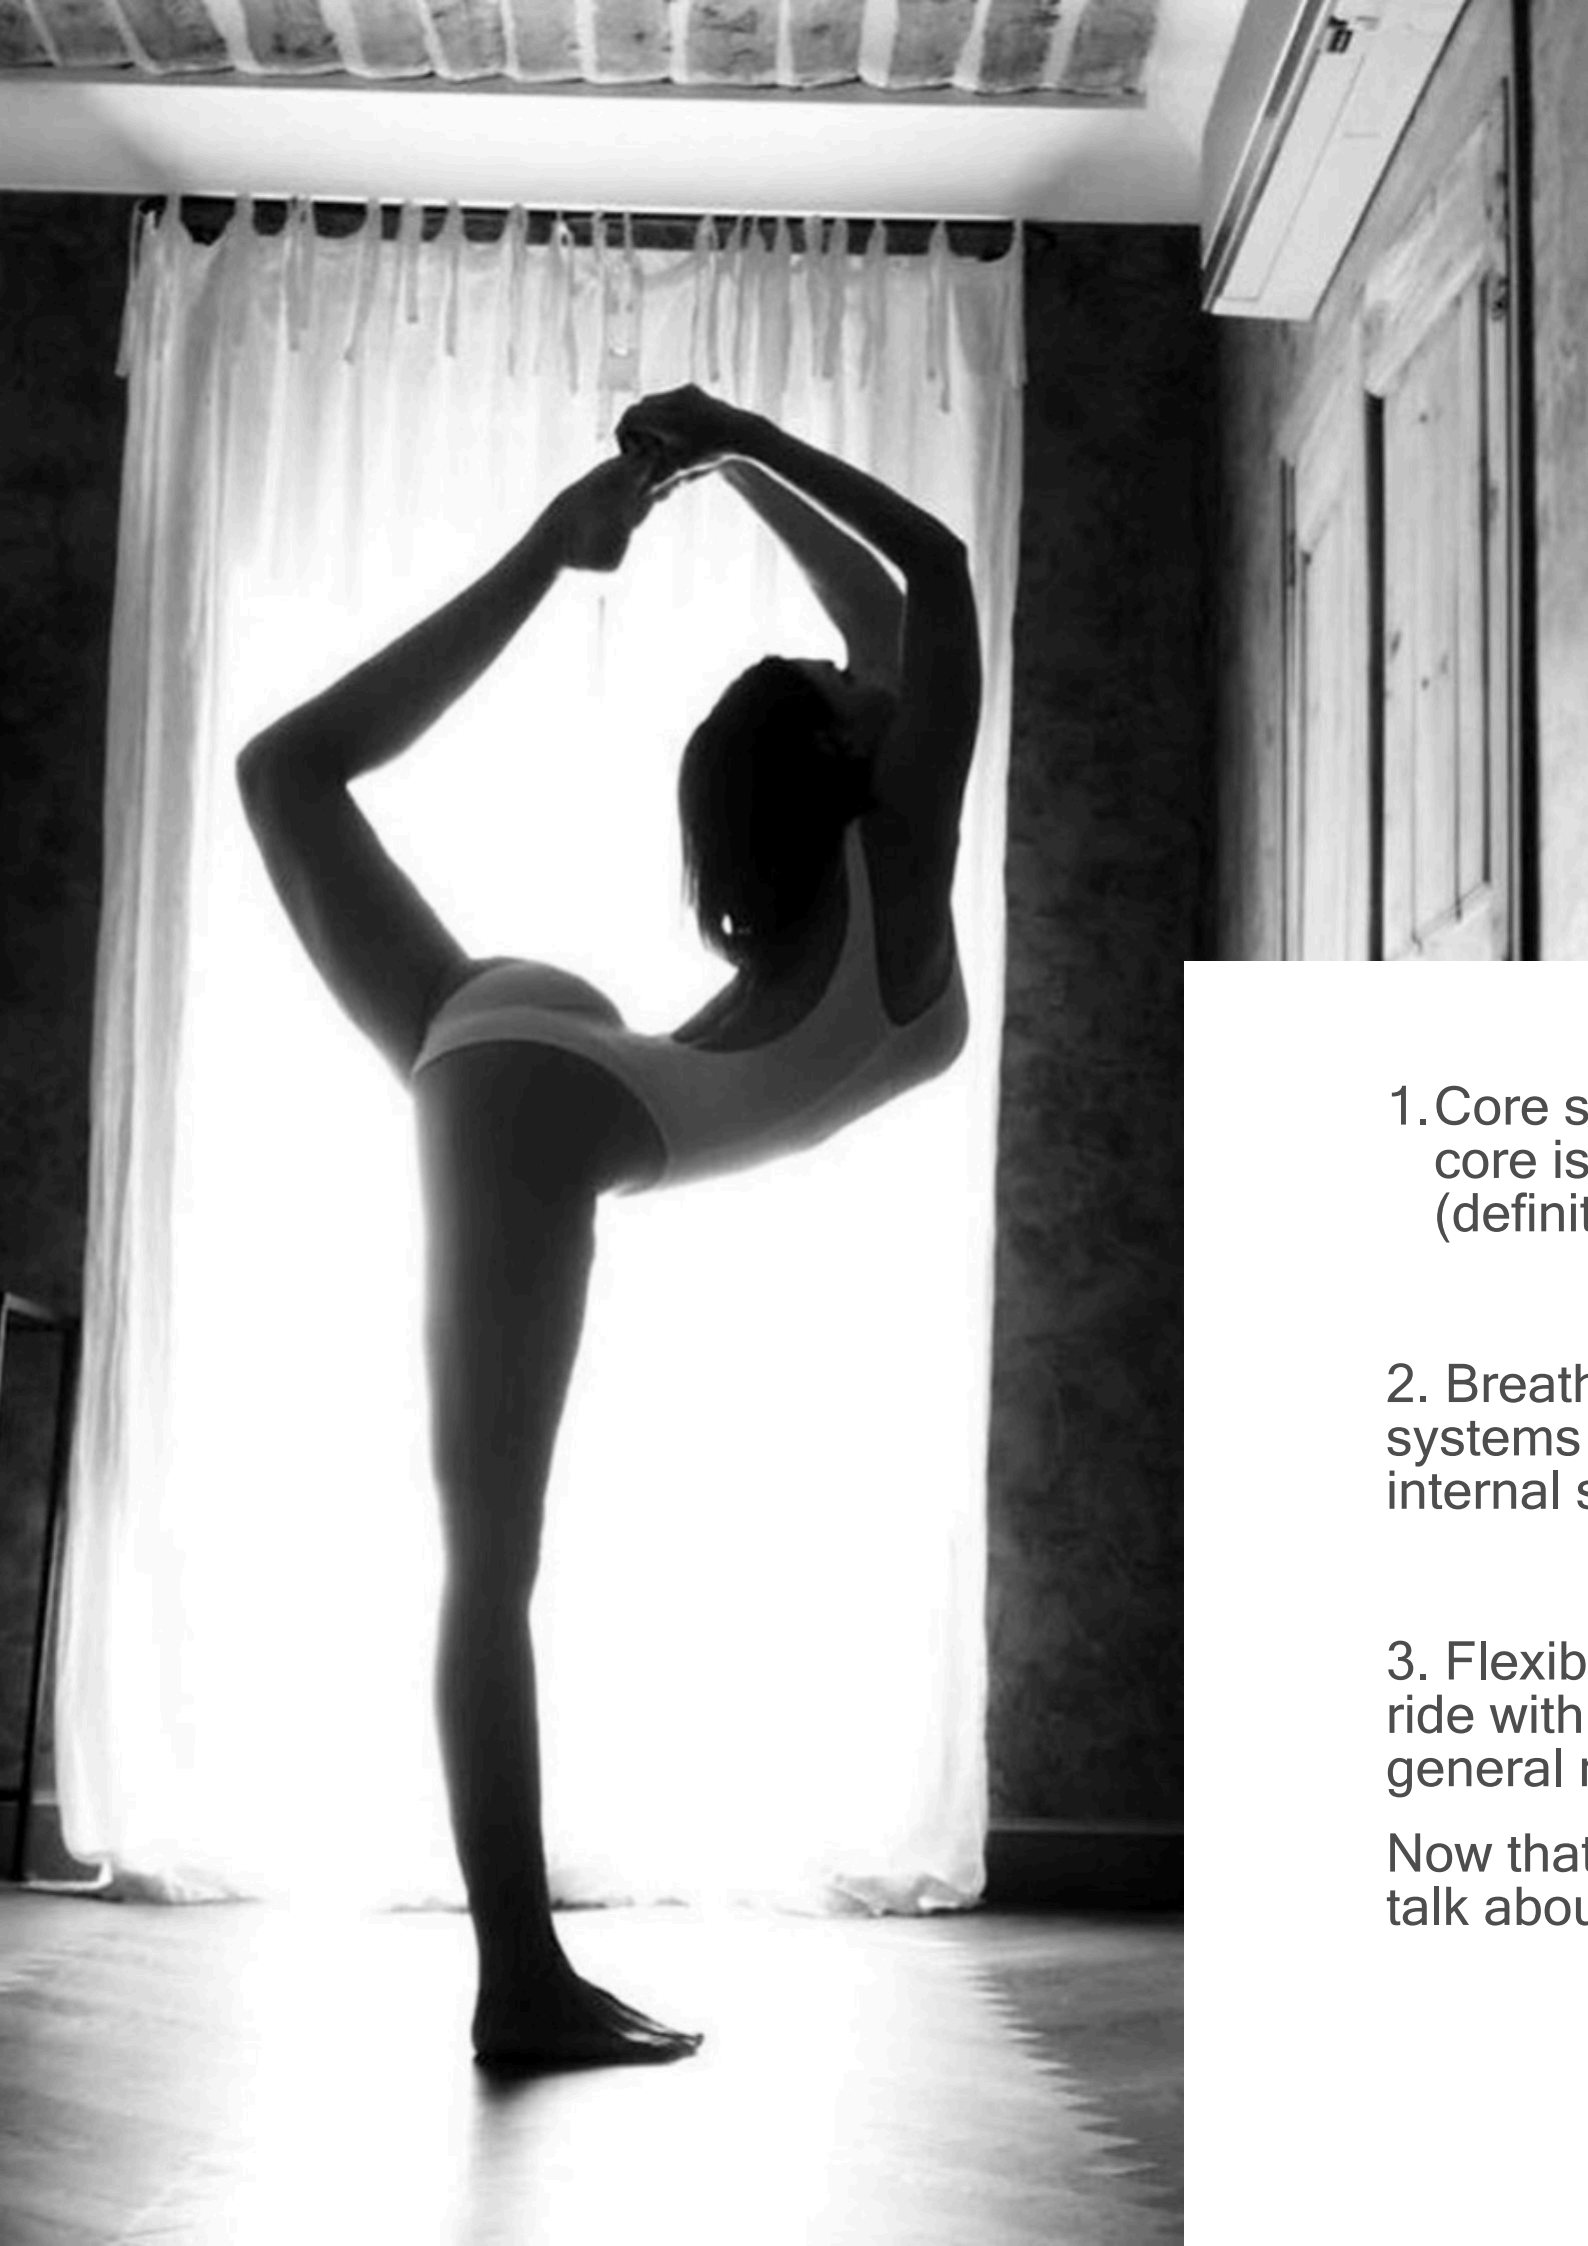 1. Core s
core is
(definit
2. Breath
systems
internal s
3. Flexib
ride with
general
Now that
talk abou